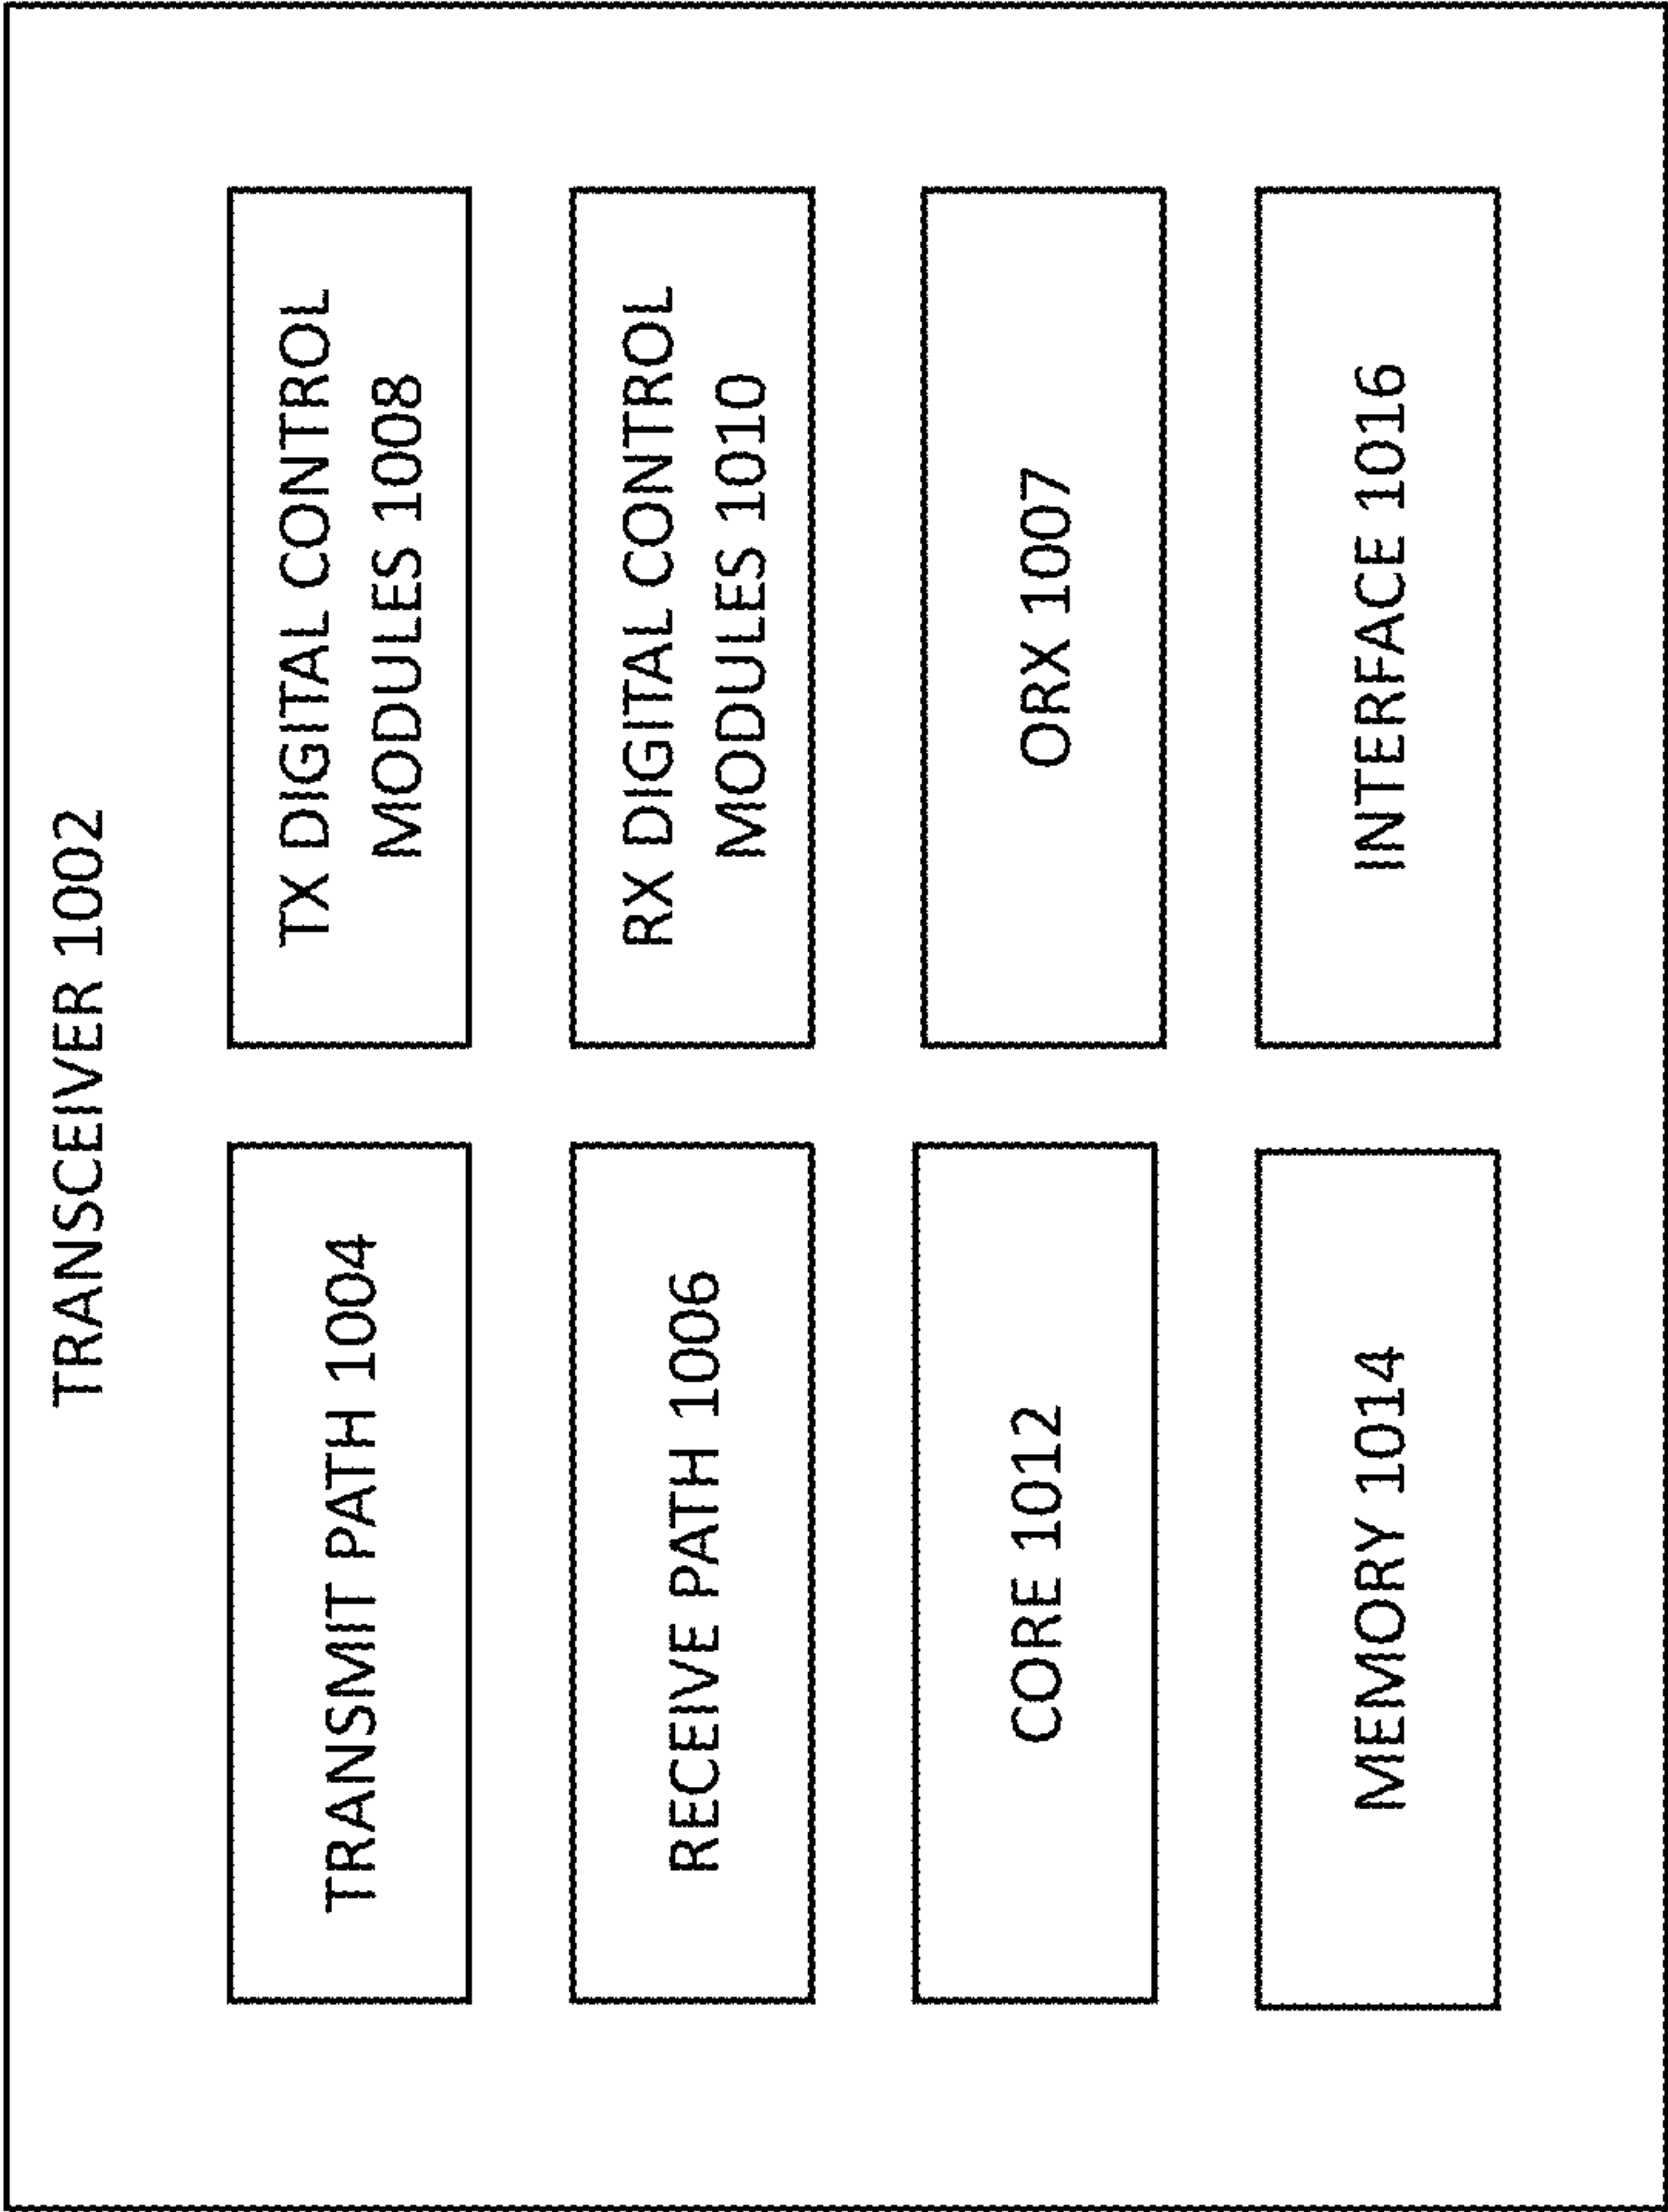 TRANSCEIVER 1002
TRANSMIT PATH 1004
TX DIGITAL CONTROL
MODULES 1008
RECEIVE PATH 1006
RX DIGITAL CONTROL
MODULES 1010
CORE 1012
ORX 1007
MEMORY 1014
INTERFACE 1016